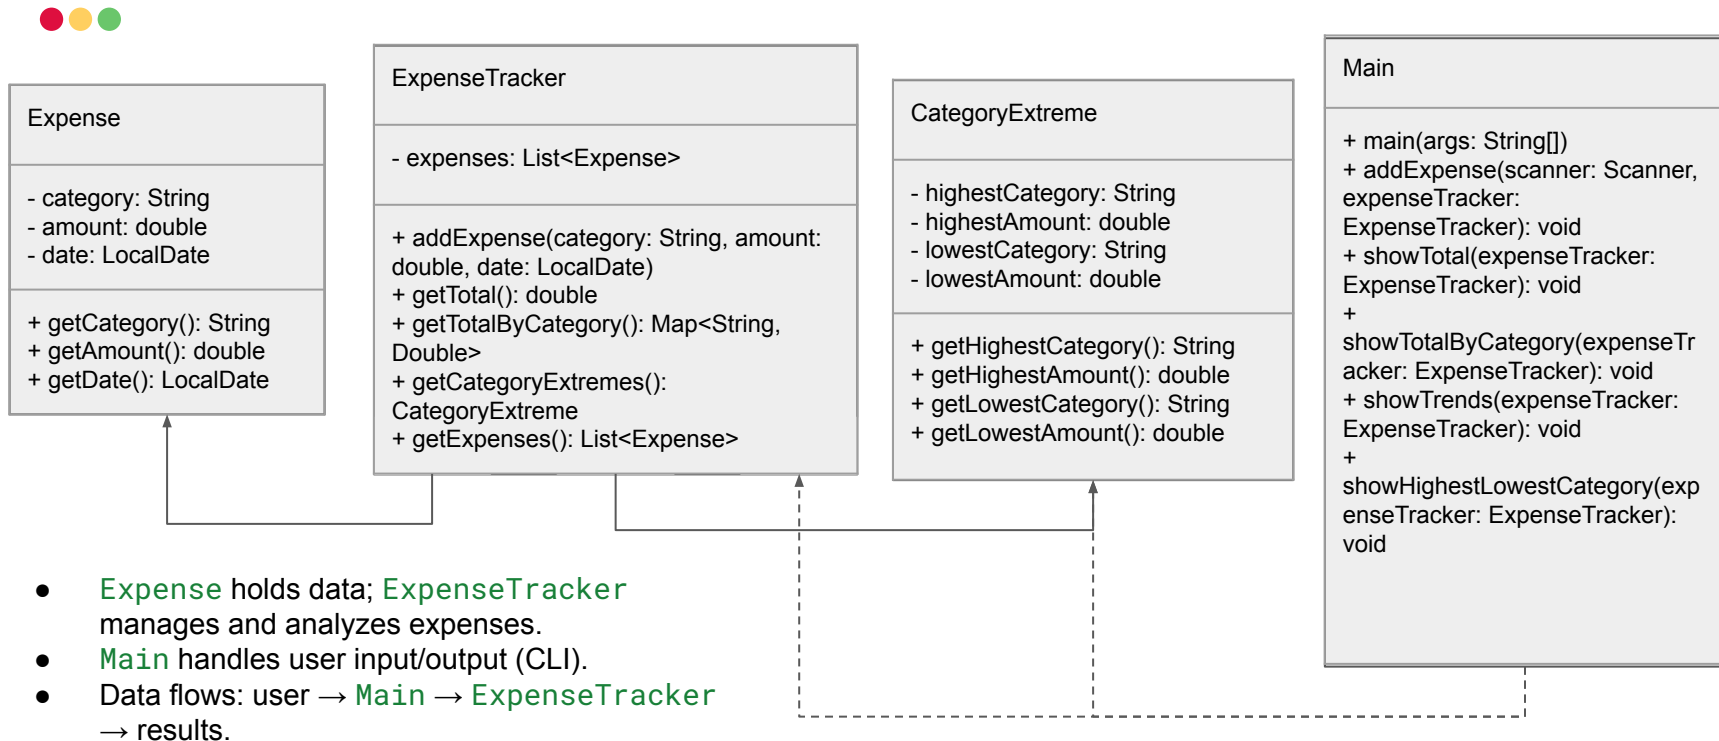 Expense
- category: String
- amount: double
- date: LocalDate
+ getCategory(): String
+ getAmount(): double
+ getDate(): LocalDate
ExpenseTracker
- expenses: List<Expense>
+ addExpense(category: String, amount:
double, date: LocalDate)
+ getTotal(): double
+ getTotalByCategory(): Map<String,
Double>
+ getCategoryExtremes():
CategoryExtreme
+ getExpenses(): List<Expense>
CategoryExtreme
- highestCategory: String
- highestAmount: double
- lowestCategory: String
- lowestAmount: double
+ getHighestCategory(): String
+ getHighestAmount(): double
+ getLowestCategory(): String
+ getLowestAmount(): double
Main
+ main(args: String[])
+ addExpense(scanner: Scanner,
expenseTracker:
ExpenseTracker): void
+ showTotal(expenseTracker:
ExpenseTracker): void
+
showTotalByCategory(expenseTr
acker: ExpenseTracker): void
+ showTrends(expenseTracker:
ExpenseTracker): void
+
showHighestLowestCategory(exp
enseTracker: ExpenseTracker):
void
● Expense holds data; ExpenseTracker
manages and analyzes expenses.
● Main handles user input/output (CLI).
● Data flows: user → Main → ExpenseTracker
→ results.